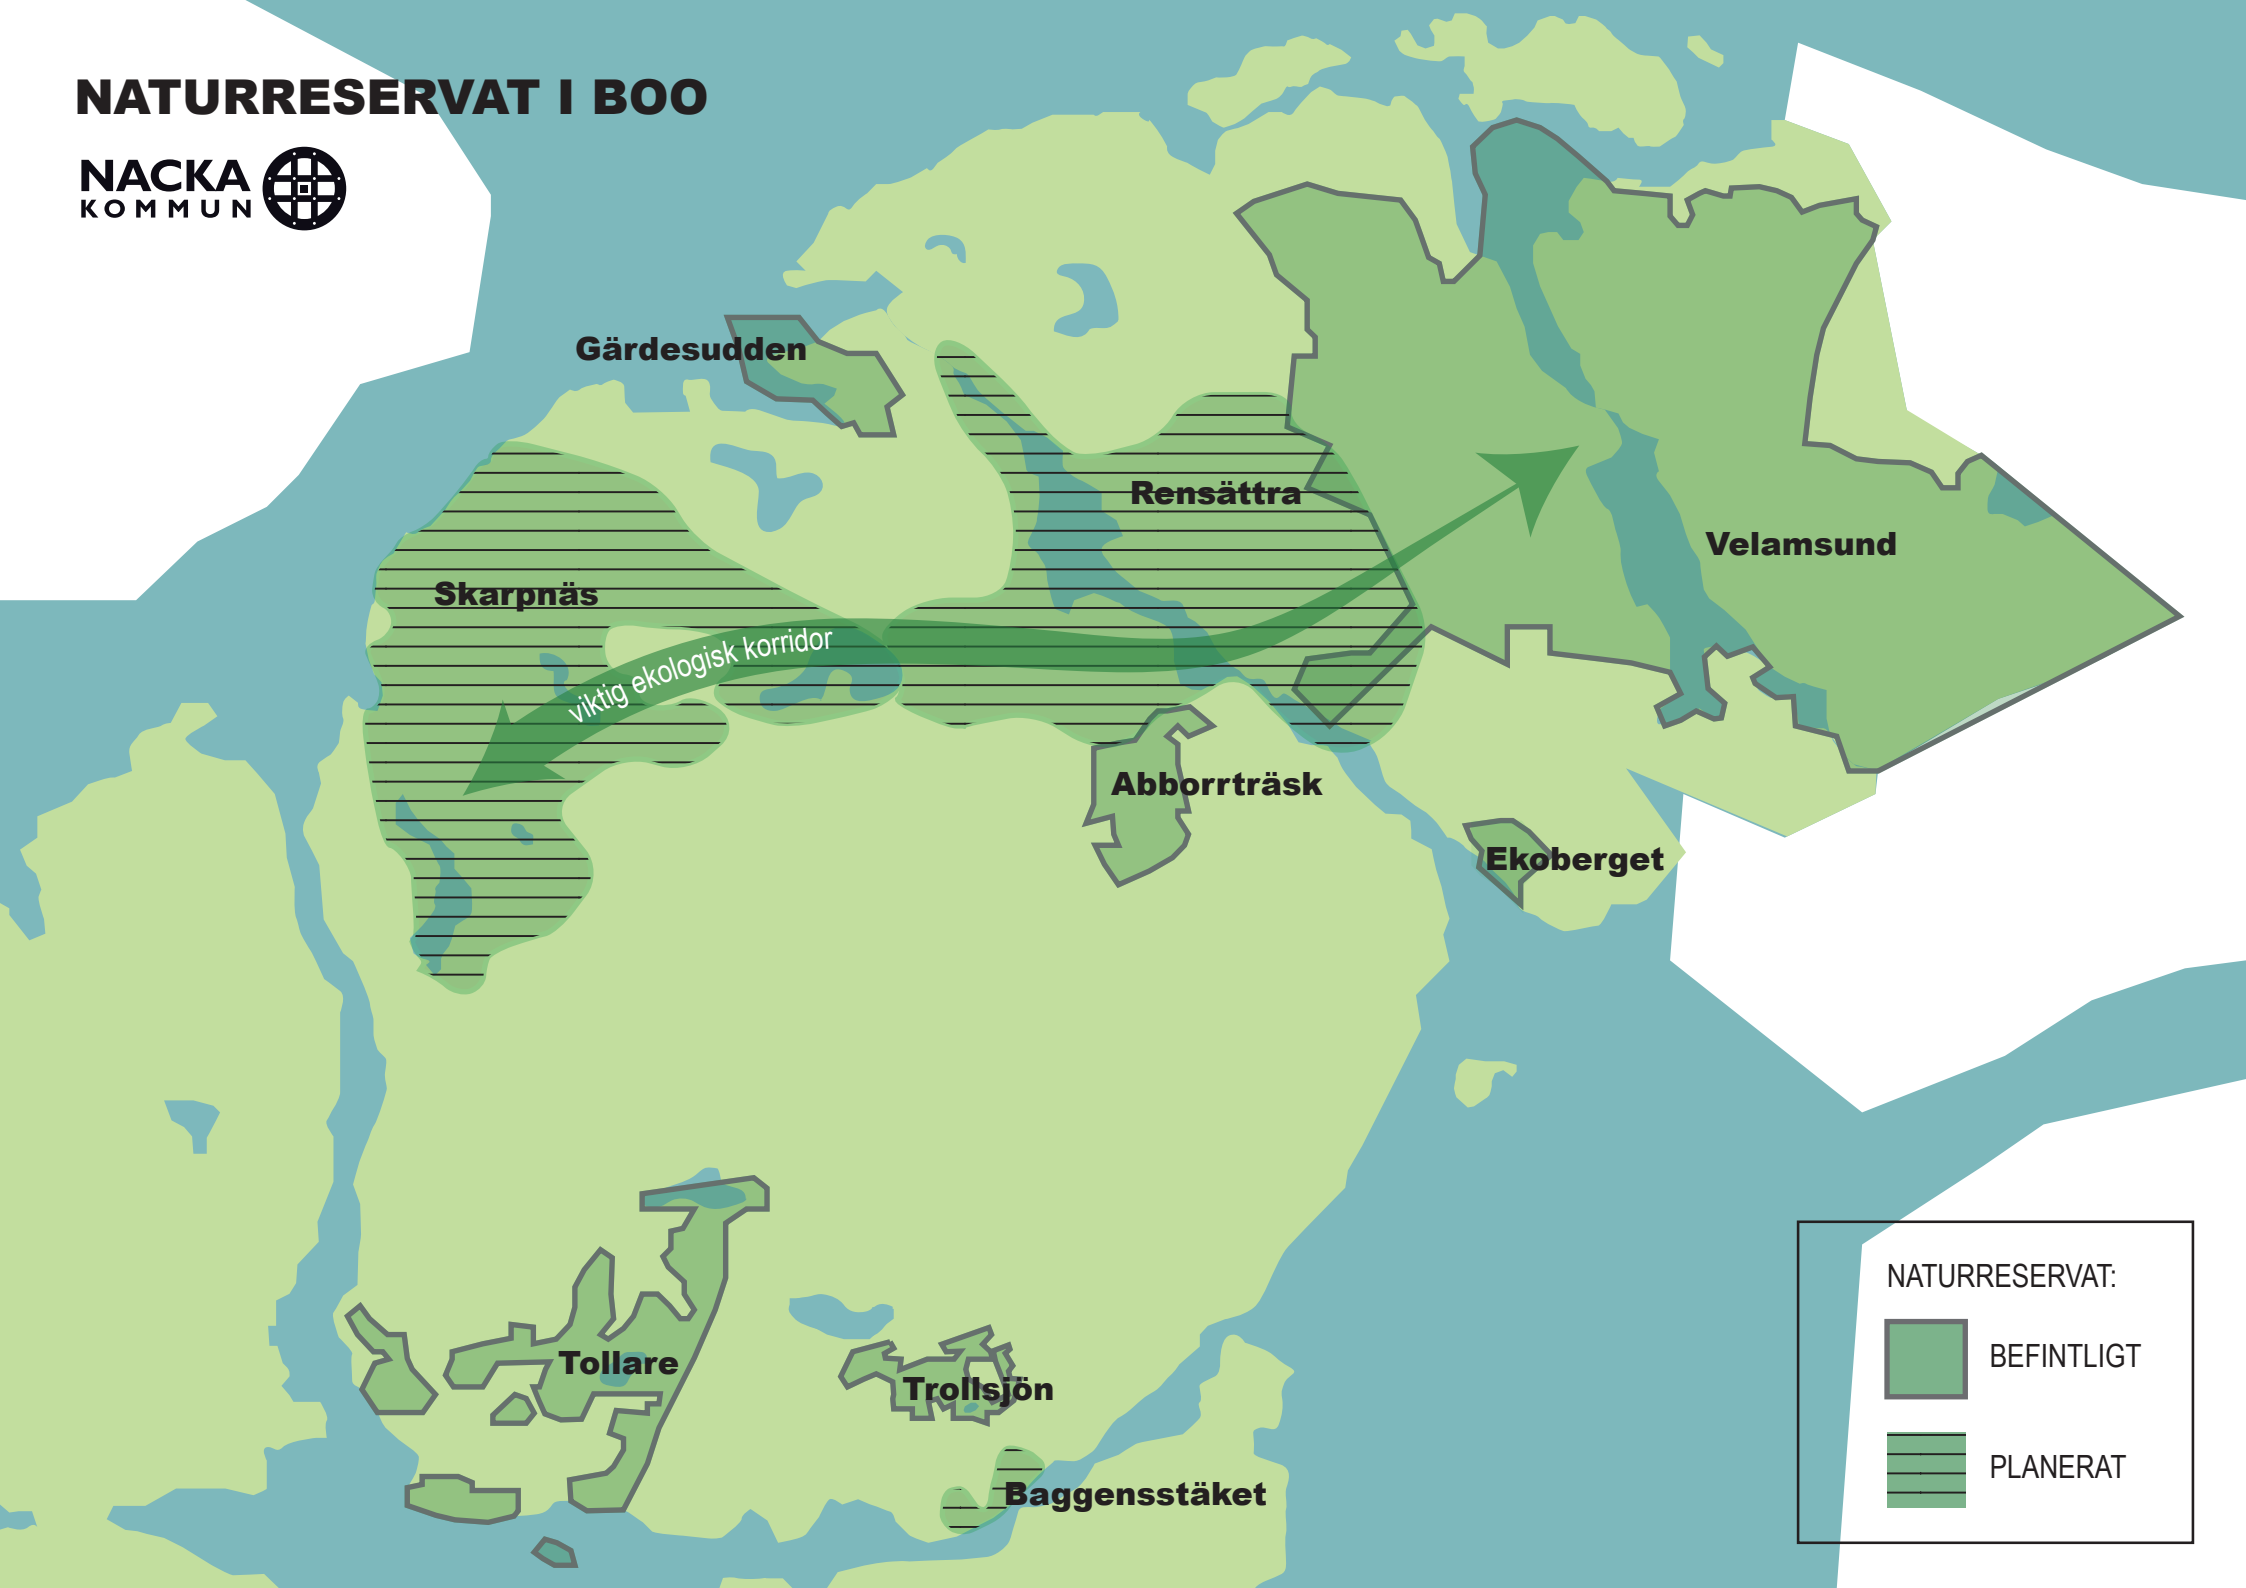 NATURRESERVAT I BOO
NACKA
KOMMUN
Gärdesudden
Rensättra
Velamsund
Skarpnäs
viktig ekologisk korridor
Abborrträsk
Ekoberget
Tollare
Trollsjön
Baggensstäket
NATURRESERVAT:
BEFINTLIGT
PLANERAT